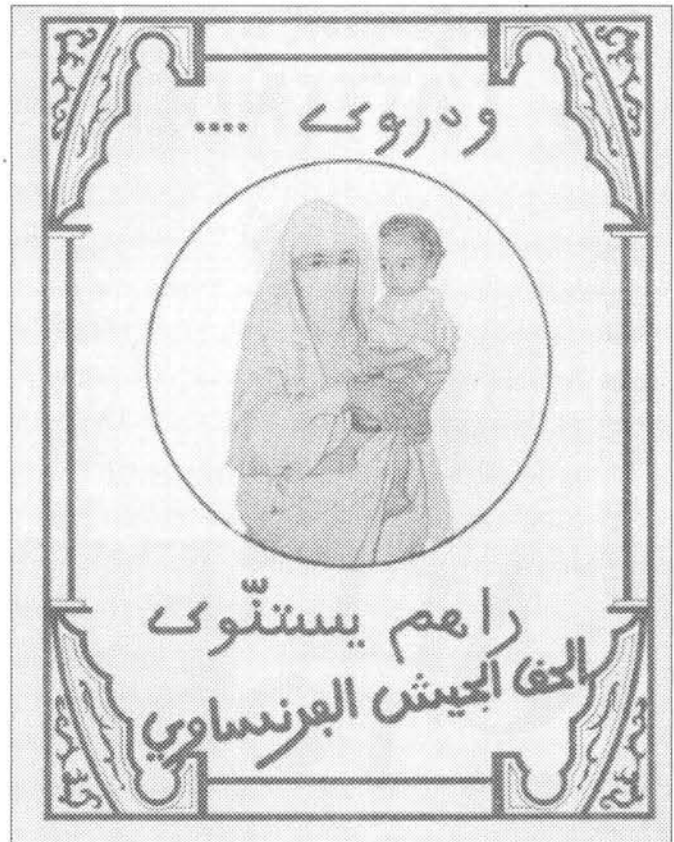 ودروك ....
راهم يستنّوك
الحق الجيش الفرنساوي